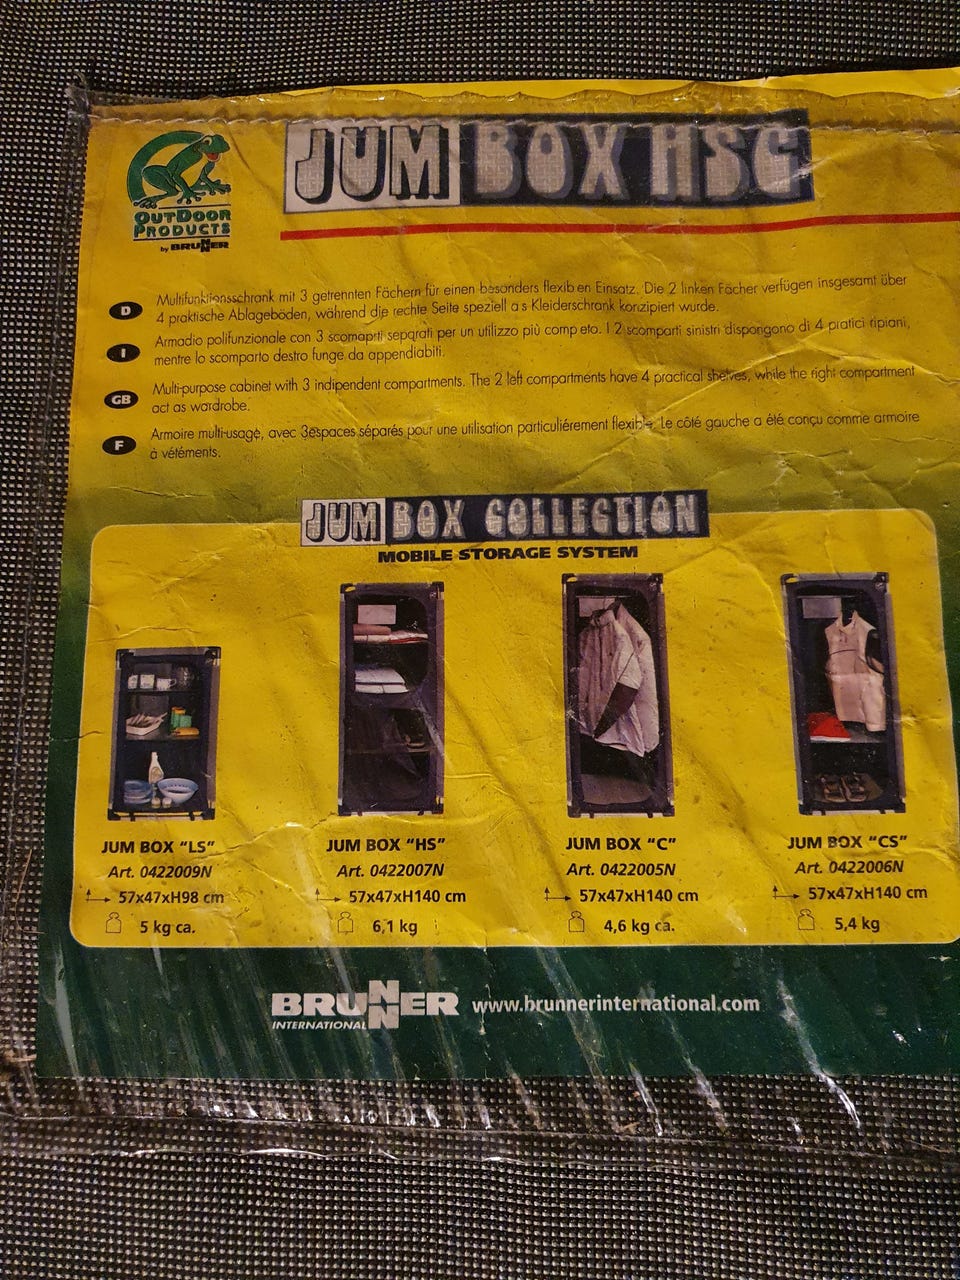 JUM BOX HSC
OUTDOOR
PRODUCTS
by BRUNNER
D Multifunktionsschrank mit 3 getrennten Fächern für einen besonders flexiblen Einsatz. Die 2 linken Fächer verfügen insgesamt über
4 praktische Ablageböden, während die rechte Seite speziell als Kleiderschrank konzipiert wurde.
I Armadio polifunzionale con 3 scomaprti separati per un utilizzo più completo. I 2 scomparti sinistri dispongono di 4 pratici ripiani,
mentre lo scomparto destro funge da appendiabiti.
GB Multi-purpose cabinet with 3 indipendent compartments. The 2 left compartments have 4 practical shelves, while the right compartment
act as wardrobe.
F Armoire multi-usage, avec 3espaces séparés pour une utilisation particuliérement flexible. Le côté gauche a été conçu comme armoire
à vétéments.
JUM BOX COLLECTION
MOBILE STORAGE SYSTEM
JUM BOX “LS” JUM BOX “HS” JUM BOX “C” JUM BOX “CS”
Art. 0422009N Art. 0422007N Art. 0422005N Art. 0422006N
57x47xH98 cm 57x47xH140 cm 57x47xH140 cm 57x47xH140 cm
5 kg ca. 6,1 kg 4,6 kg ca. 5,4 kg
BRUNNER www.brunnerinternational.com
INTERNATIONAL